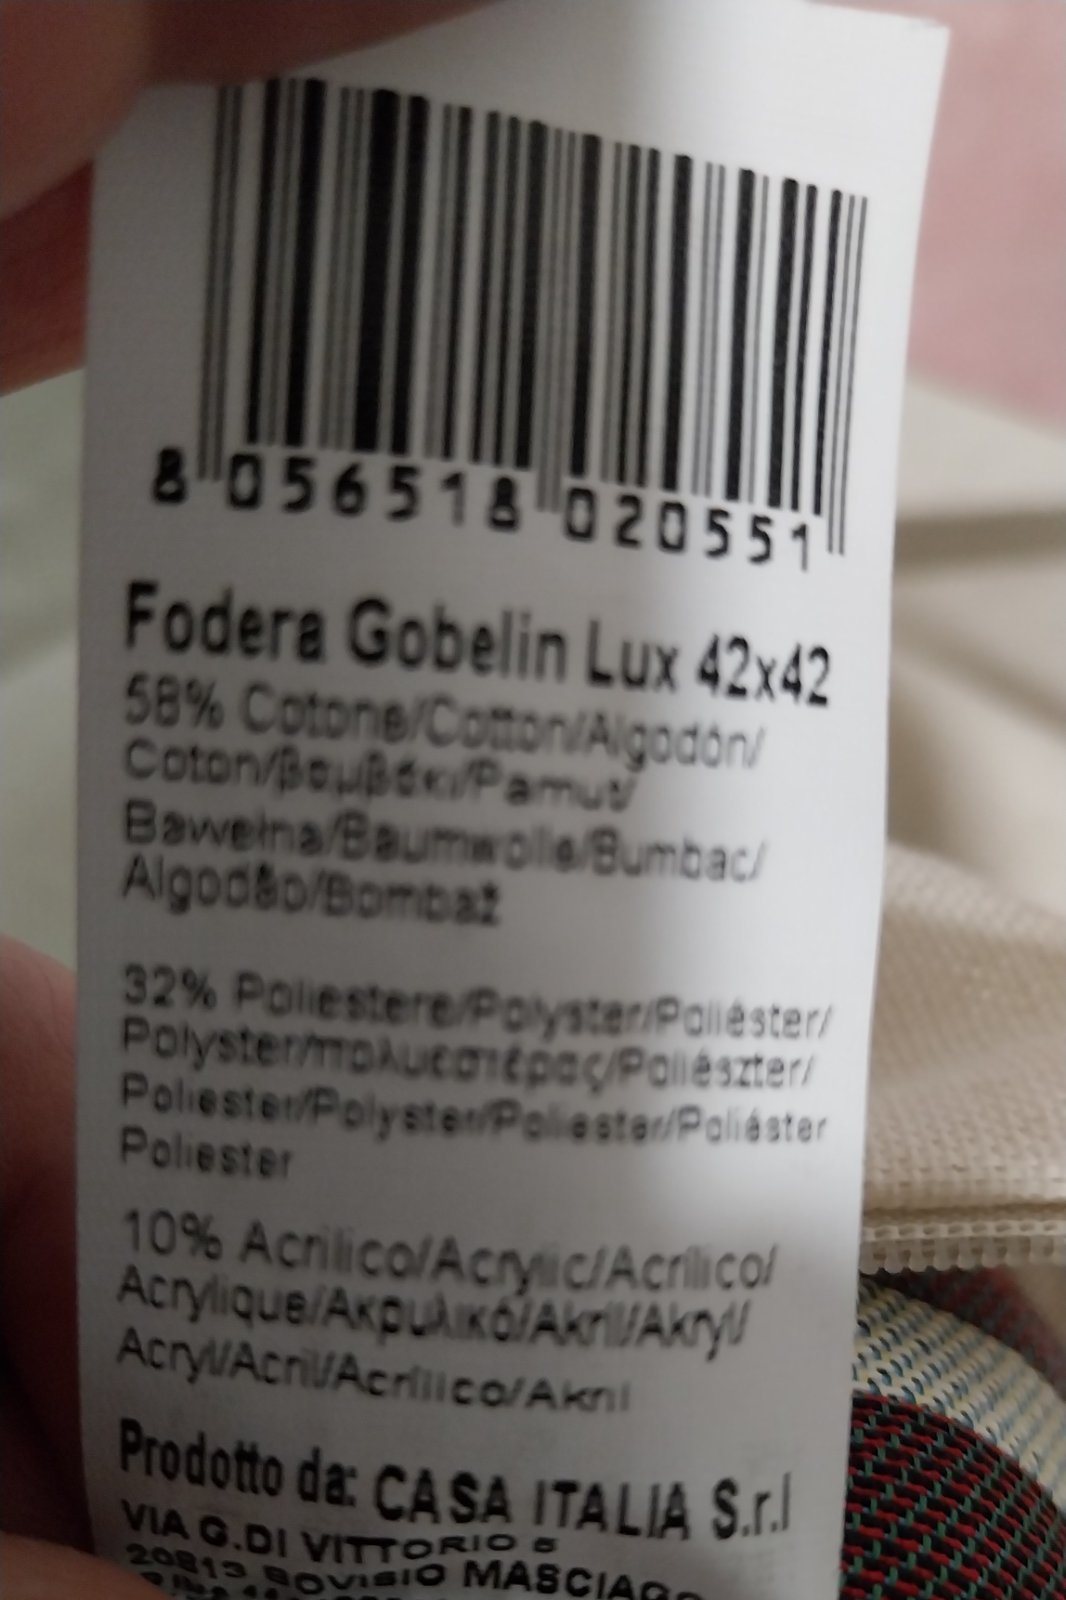 8 056518 020551
Fodera Gobelin Lux 42x42
58% Cotone/Cotton/Algodón/
Coton/βαμβάκι/Pamut/
Bawełna/Baumwolle/Bumbac/
Algodão/Bombaž
32% Poliestere/Polyster/Poliéster/
Polyster/πολυεστέρας/Poliészter/
Poliester/Polyster/Poliester/Poliéster
Poliester
10% Acrilico/Acrylic/Acrílico/
Acrylique/Ακρυλικό/Akril/Akryl/
Acryl/Acril/Acrílico/Akril
Prodotto da: CASA ITALIA S.r.l
VIA G.DI VITTORIO
20813 BOVISIO MASCIAGO